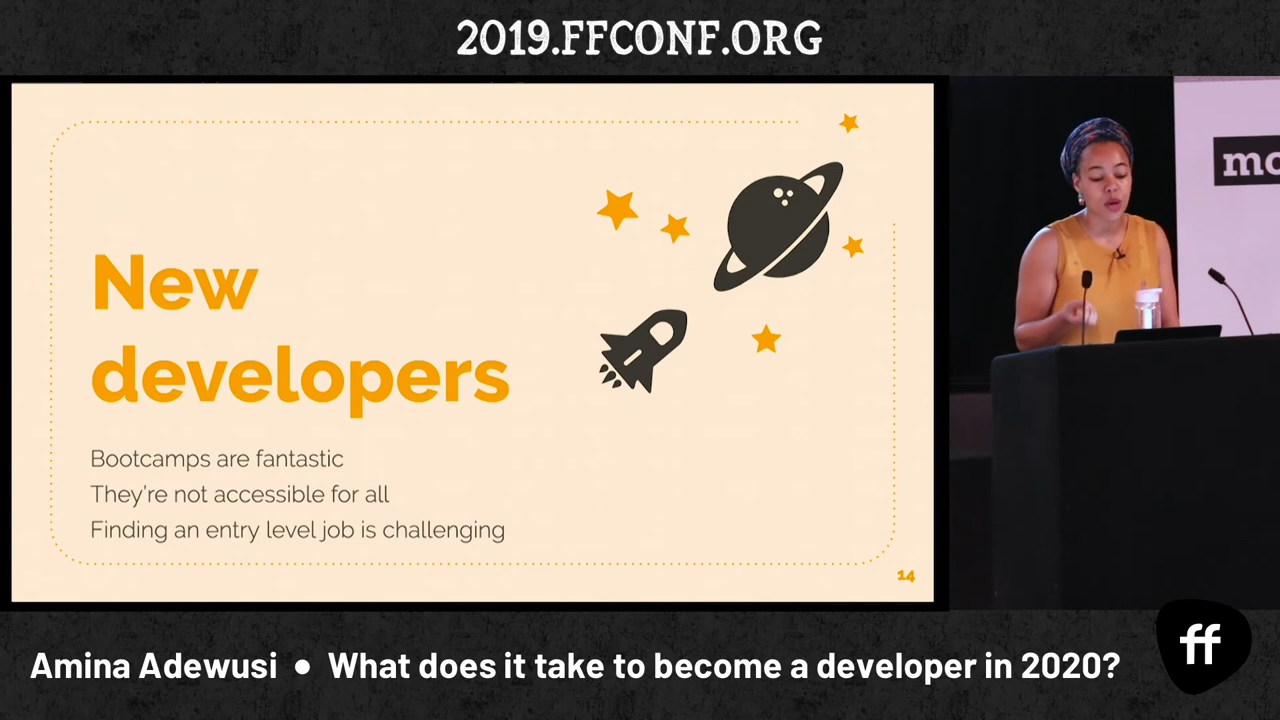 2019.FFCONF.ORG
New
developers
Bootcamps are fantastic
They're not accessible for all
Finding an entry level job is challenging
14
Amina Adewusi ● What does it take to become a developer in 2020?
ff